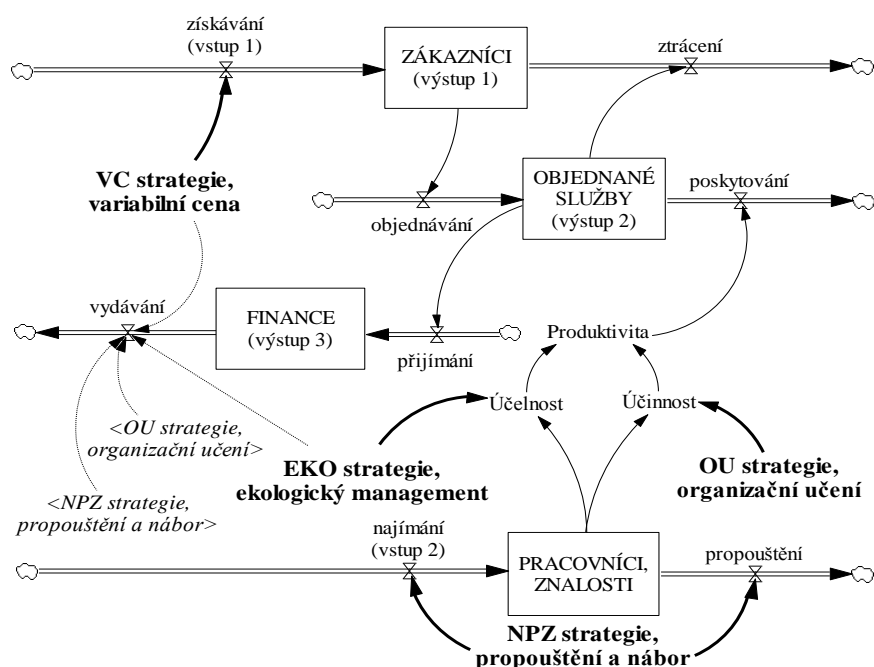 získávání
(vstup 1)
ZÁKAZNÍCI
(výstup 1)
ztrácení
VC strategie,
variabilní cena
objednávání
OBJEDNANÉ
SLUŽBY
(výstup 2)
poskytování
vydávání
FINANCE
(výstup 3)
přijímání
Produktivita
Účelnost
Účinnost
<OU strategie,
organizační učení>
EKO strategie,
ekologický management
OU strategie,
organizační učení
<NPZ strategie,
propouštění a nábor>
najímání
(vstup 2)
PRACOVNÍCI,
ZNALOSTI
propouštění
NPZ strategie,
propouštění a nábor